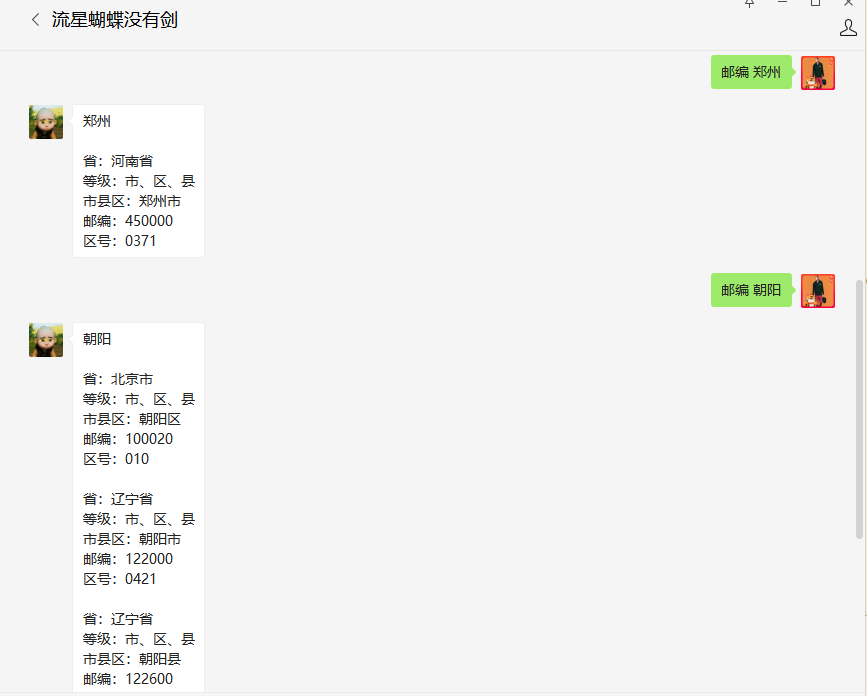 流星蝴蝶没有剑
邮编 郑州
郑州
省：河南省
等级：市、区、县
市县区：郑州市
邮编：450000
区号：0371
邮编 朝阳
朝阳
省：北京市
等级：市、区、县
市县区：朝阳区
邮编：100020
区号：010
省：辽宁省
等级：市、区、县
市县区：朝阳市
邮编：122000
区号：0421
省：辽宁省
等级：市、区、县
市县区：朝阳县
邮编：122600